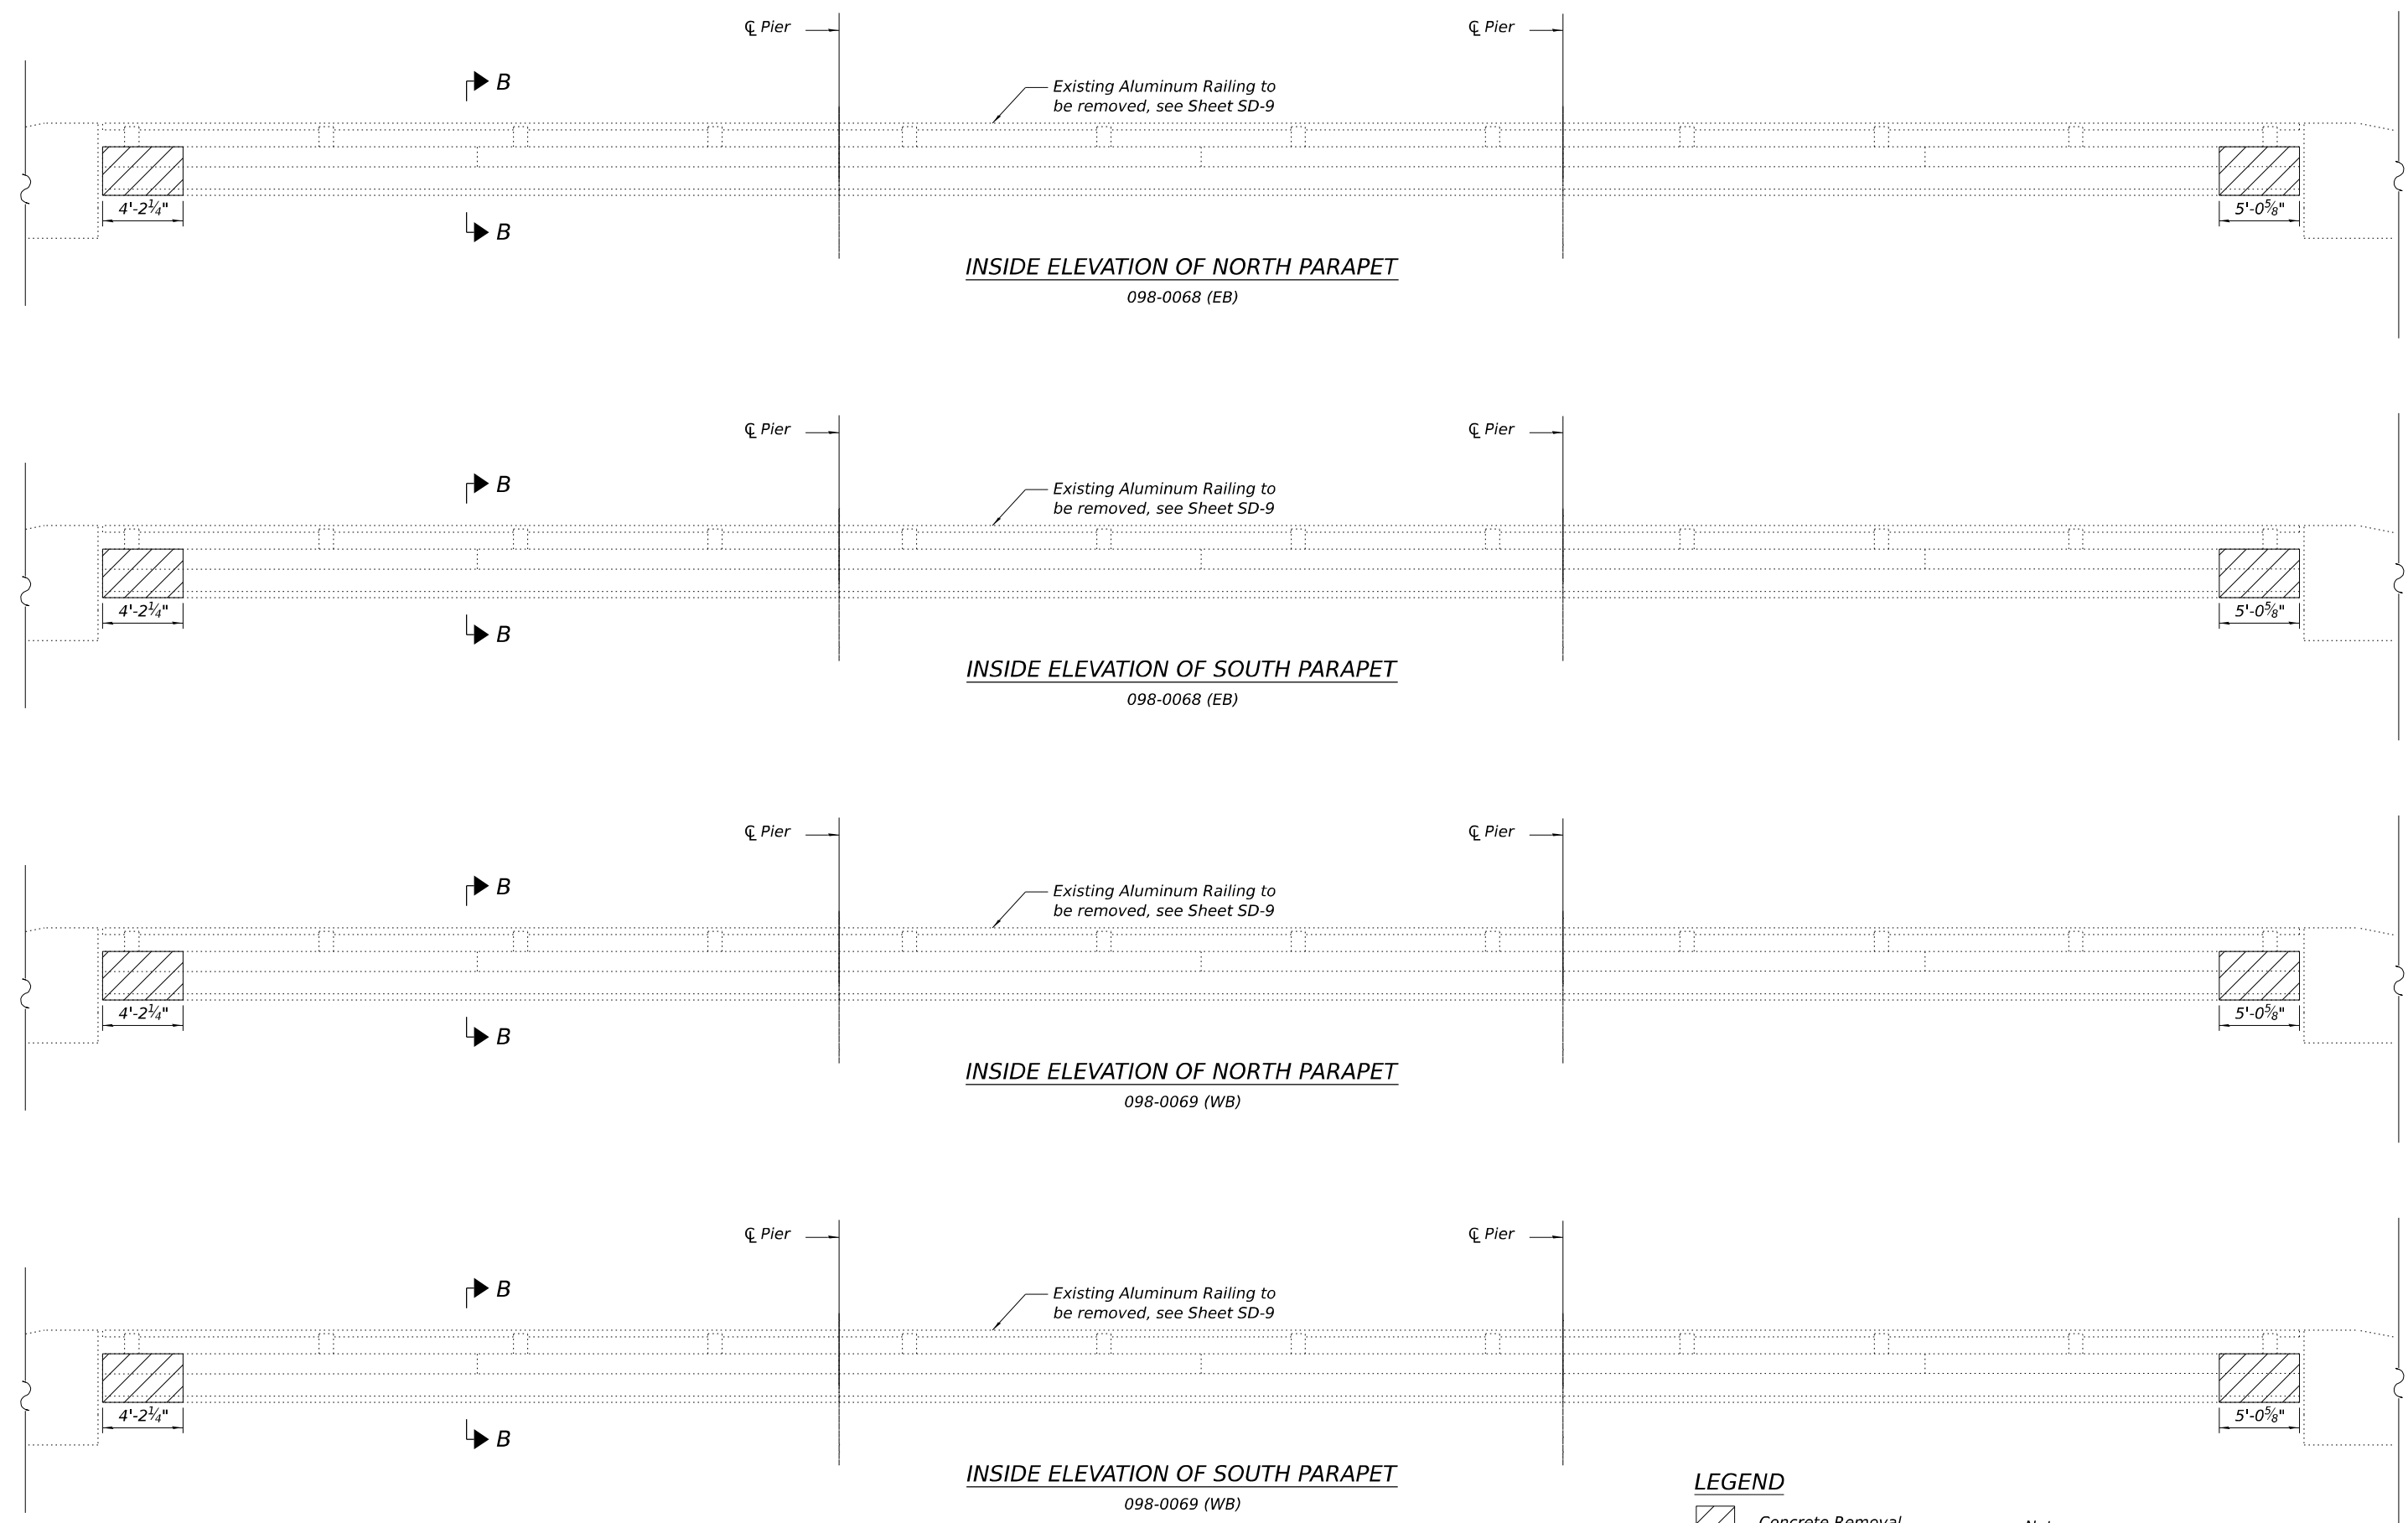 ℄ Pier
℄ Pier
B
Existing Aluminum Railing to
be removed, see Sheet SD-9
4'-2¼"
5'-0⅝"
B
INSIDE ELEVATION OF NORTH PARAPET
098-0068 (EB)
℄ Pier
℄ Pier
B
Existing Aluminum Railing to
be removed, see Sheet SD-9
4'-2¼"
5'-0⅝"
B
INSIDE ELEVATION OF SOUTH PARAPET
098-0068 (EB)
℄ Pier
℄ Pier
B
Existing Aluminum Railing to
be removed, see Sheet SD-9
4'-2¼"
5'-0⅝"
B
INSIDE ELEVATION OF NORTH PARAPET
098-0069 (WB)
℄ Pier
℄ Pier
B
Existing Aluminum Railing to
be removed, see Sheet SD-9
4'-2¼"
5'-0⅝"
B
INSIDE ELEVATION OF SOUTH PARAPET
098-0069 (WB)
LEGEND
Concrete Removal